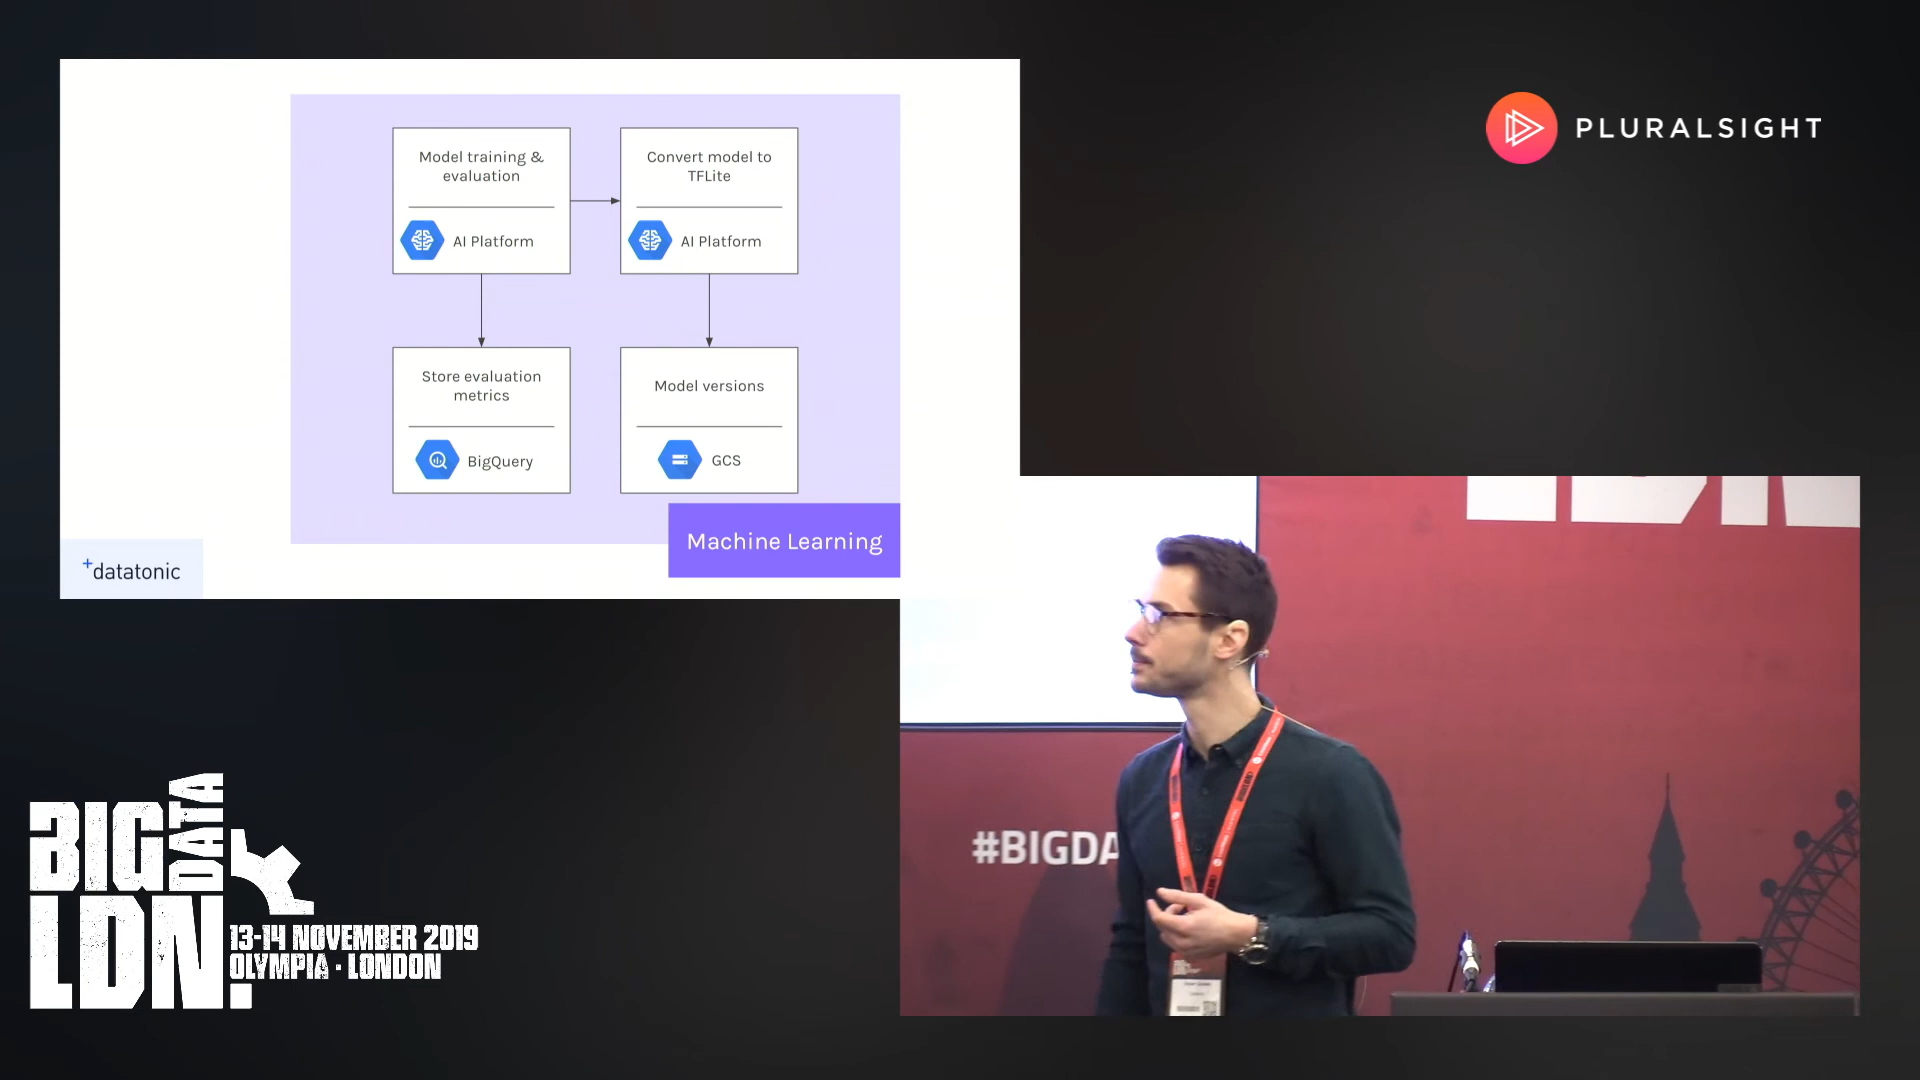 Model training &
evaluation
AI Platform
Convert model to
TFLite
AI Platform
Store evaluation
metrics
BigQuery
Model versions
GCS
Machine Learning
+datatonic
PLURALSIGHT
#BIGDA
BIG
DATA
LDN.
13-14 NOVEMBER 2019
OLYMPIA · LONDON